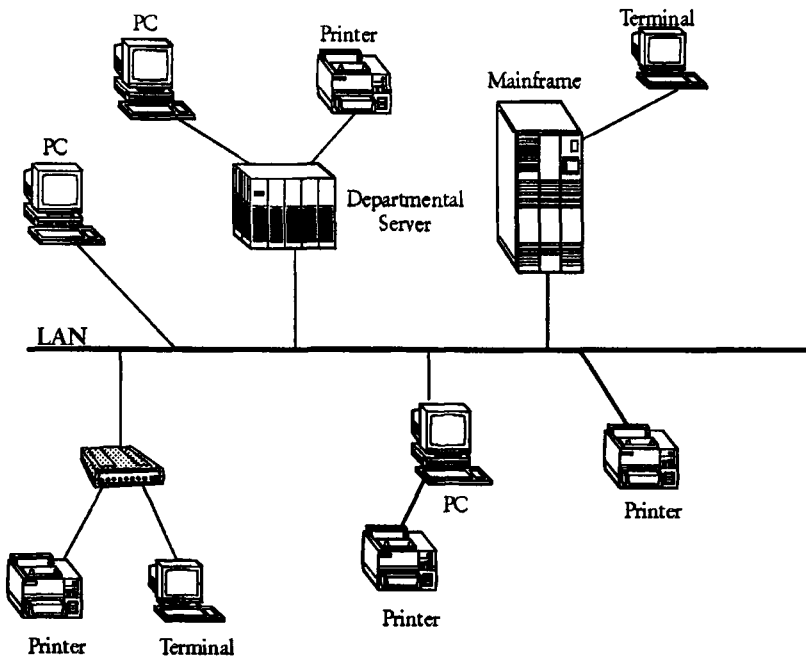 PC
Printer
Terminal
Mainframe
PC
Departmental
Server
LAN
PC
Printer
Printer
Printer
Terminal